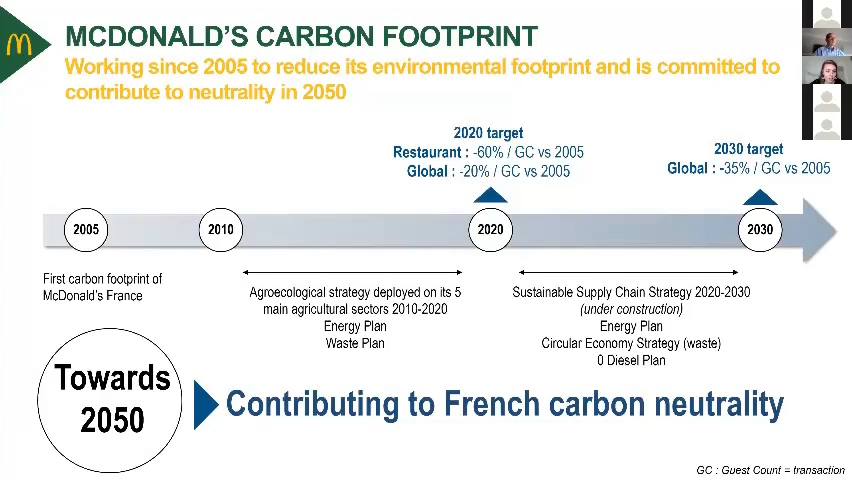 MCDONALD'S CARBON FOOTPRINT
Working since 2005 to reduce its environmental footprint and is committed to
contribute to neutrality in 2050
2020 target
Restaurant : -60% / GC vs 2005
Global : -20% / GC vs 2005
2030 target
Global : -35% / GC vs 2005
2005
2010
2020
2030
First carbon footprint of
McDonald's France
Agroecological strategy deployed on its 5
main agricultural sectors 2010-2020
Energy Plan
Waste Plan
Sustainable Supply Chain Strategy 2020-2030
(under construction)
Energy Plan
Circular Economy Strategy (waste)
0 Diesel Plan
Towards
2050
Contributing to French carbon neutrality
GC : Guest Count = transaction